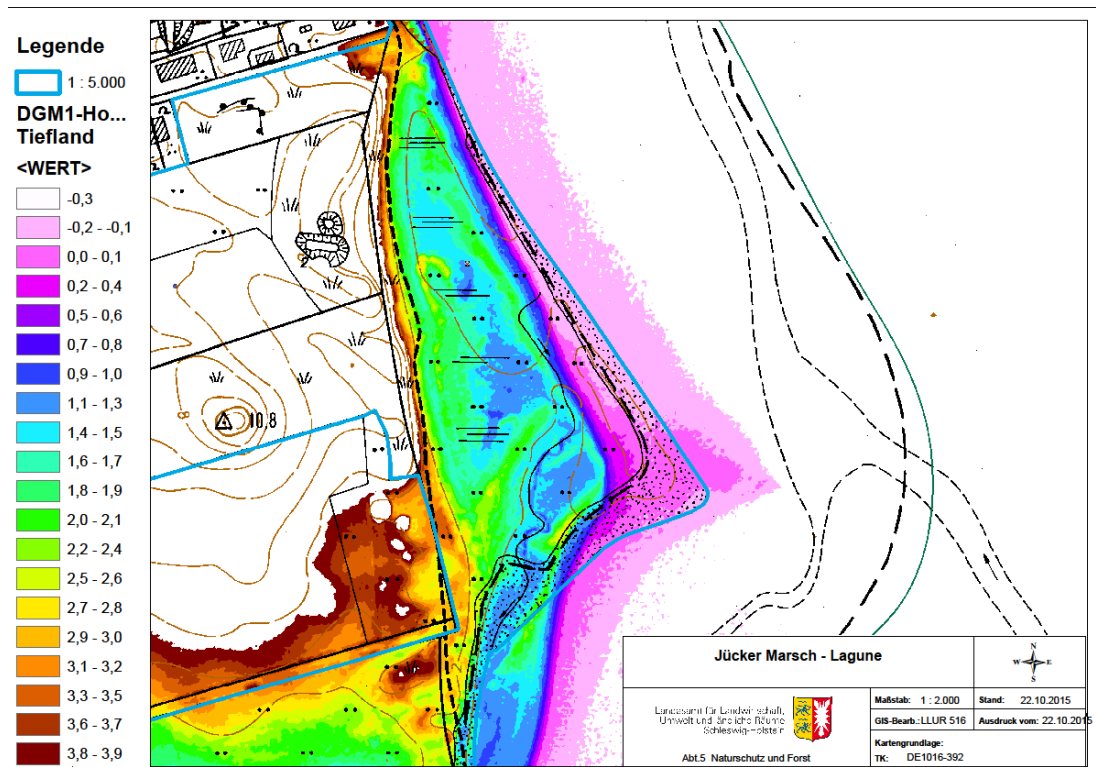 Legende
1 : 5.000
DGM1-Ho...
Tiefland
<WERT>
-0,3
-0,2 - -0,1
0,0 - 0,1
0,2 - 0,4
0,5 - 0,6
0,7 - 0,8
0,9 - 1,0
1,1 - 1,3
1,4 - 1,5
1,6 - 1,7
1,8 - 1,9
2,0 - 2,1
2,2 - 2,4
2,5 - 2,6
2,7 - 2,8
2,9 - 3,0
3,1 - 3,2
3,3 - 3,5
3,6 - 3,7
3,8 - 3,9
10,8
Jücker Marsch - Lagune
N
W E
S
Landesamt für Landwirtschaft,
Umwelt und ländliche Räume
Schleswig-Holstein
Abt.5 Naturschutz und Forst
Maßstab: 1 : 2.000
Stand: 22.10.2015
GIS-Bearb.:LLUR 516
Ausdruck vom: 22.10.2015
Kartengrundlage:
TK: DE1016-392